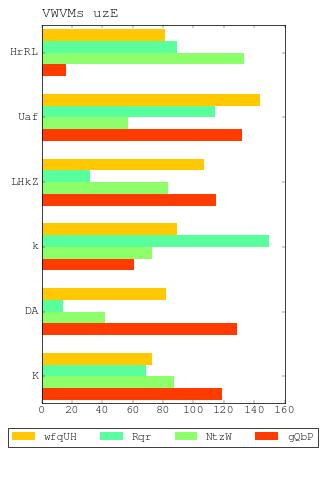 VWVMs uzE
HrRL
Uaf
LHkZ
k
DA
K
0 20 40 60 80 100 120 140 160
wfqUH Rqr NtzW gQbP